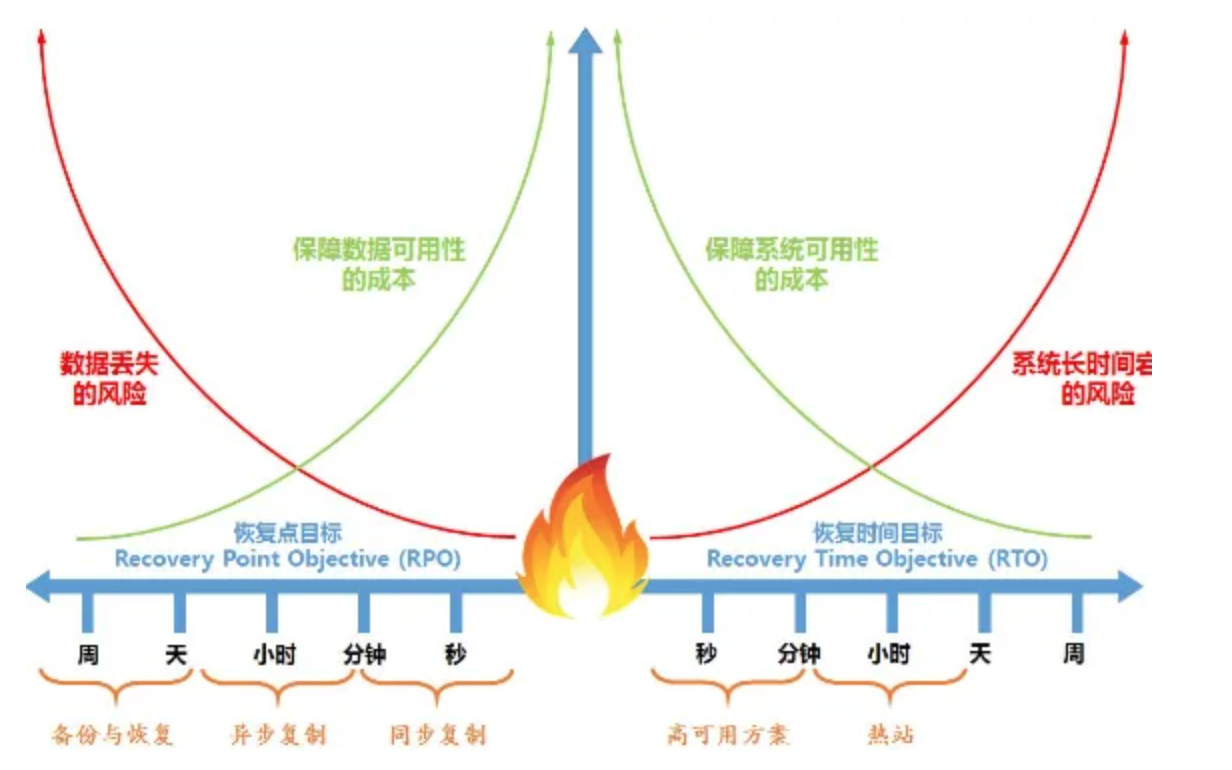 保障数据可用性
的成本
保障系统可用性
的成本
数据丢失
的风险
系统长时间宕
的风险
恢复点目标
Recovery Point Objective (RPO)
恢复时间目标
Recovery Time Objective (RTO)
周 天 小时 分钟 秒
秒 分钟 小时 天 周
备份与恢复 异步复制 同步复制
高可用方案 热站